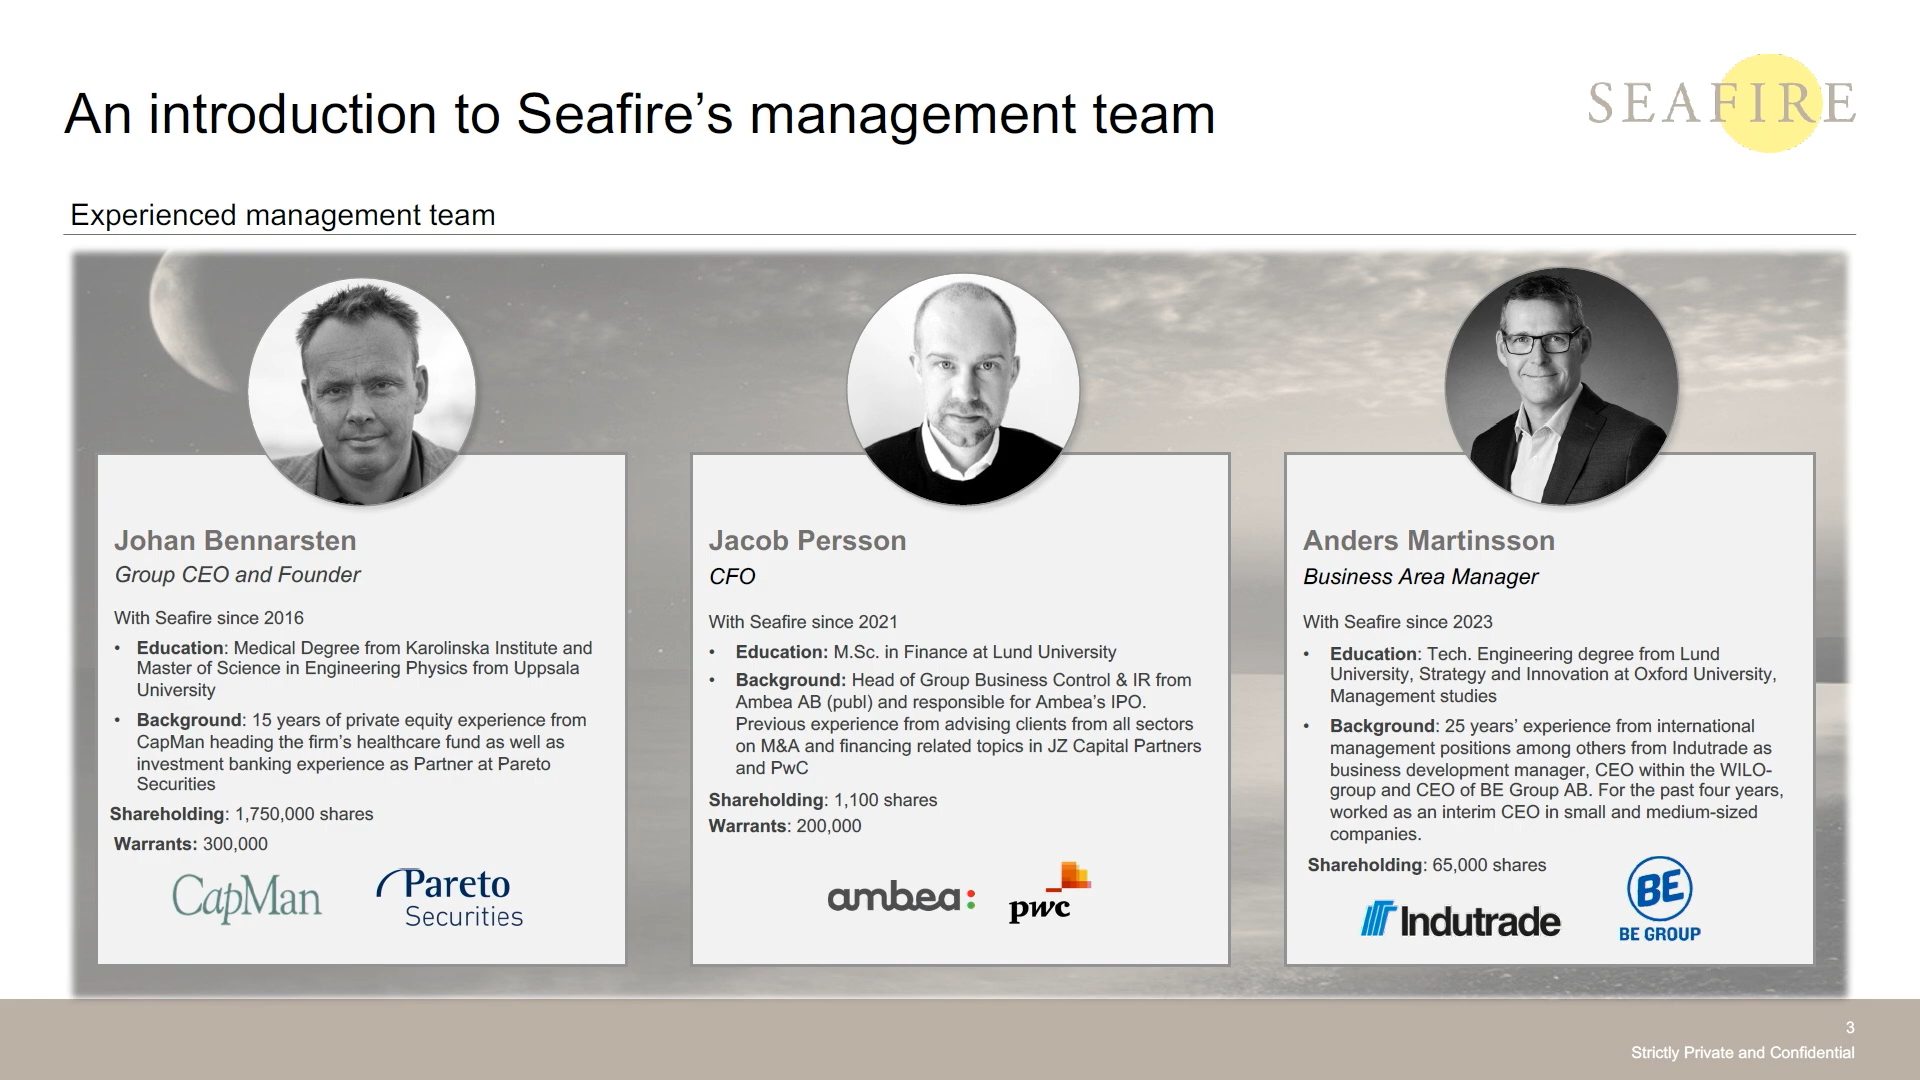 An introduction to Seafire’s management team
SEAFIRE
Experienced management team
Johan Bennarsten
Group CEO and Founder
With Seafire since 2016
• Education: Medical Degree from Karolinska Institute and
Master of Science in Engineering Physics from Uppsala
University
• Background: 15 years of private equity experience from
CapMan heading the firm’s healthcare fund as well as
investment banking experience as Partner at Pareto
Securities
Shareholding: 1,750,000 shares
Warrants: 300,000
CapMan
Pareto
Securities
Jacob Persson
CFO
With Seafire since 2021
• Education: M.Sc. in Finance at Lund University
• Background: Head of Group Business Control & IR from
Ambea AB (publ) and responsible for Ambea’s IPO.
Previous experience from advising clients from all sectors
on M&A and financing related topics in JZ Capital Partners
and PwC
Shareholding: 1,100 shares
Warrants: 200,000
ambea:
pwc
Anders Martinsson
Business Area Manager
With Seafire since 2023
• Education: Tech. Engineering degree from Lund
University, Strategy and Innovation at Oxford University,
Management studies
• Background: 25 years’ experience from international
management positions among others from Indutrade as
business development manager, CEO within the WILO-
group and CEO of BE Group AB. For the past four years,
worked as an interim CEO in small and medium-sized
companies.
Shareholding: 65,000 shares
Indutrade
BE
BE GROUP
3
Strictly Private and Confidential